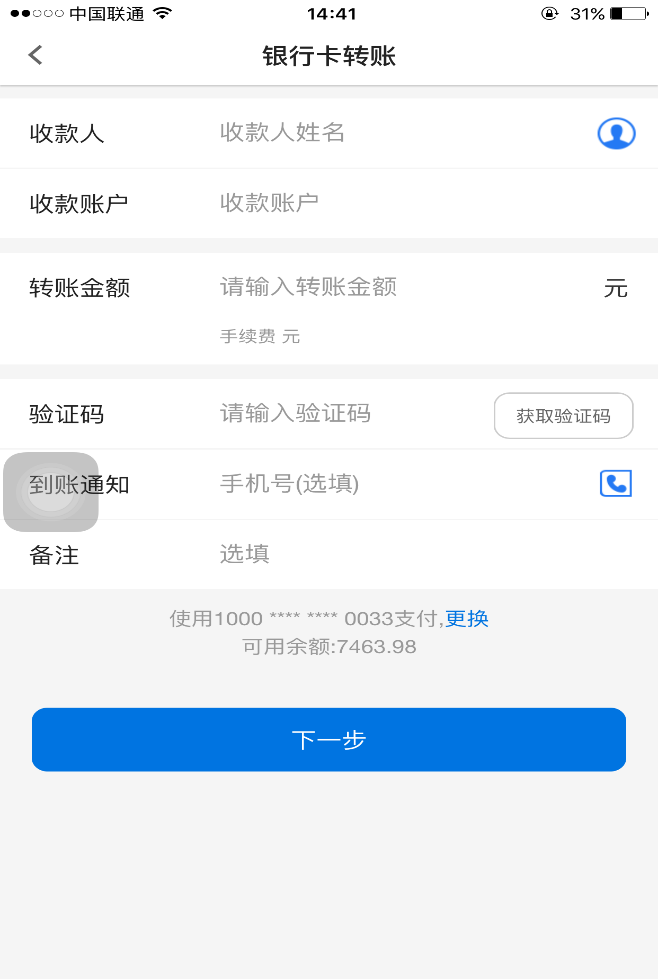 中国联通 14:41 31%
银行卡转账
收款人 收款人姓名
收款账户 收款账户
转账金额 请输入转账金额 元
手续费 元
验证码 请输入验证码 获取验证码
到账通知 手机号(选填)
备注 选填
使用1000 **** **** 0033支付,更换
可用余额:7463.98
下一步